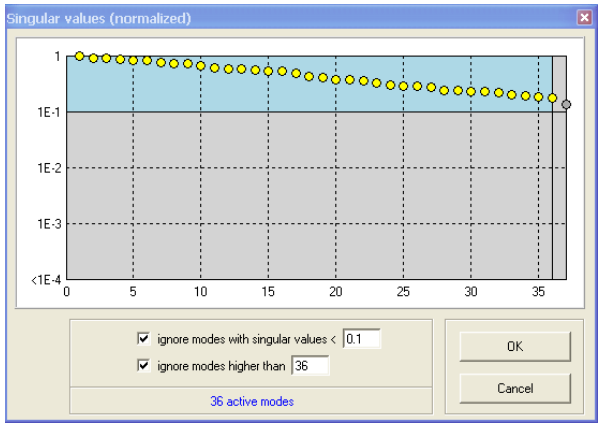 Singular values (normalized)
1
1E-1
1E-2
1E-3
<1E-4
0 5 10 15 20 25 30 35
ignore modes with singular values < 0.1
ignore modes higher than 36
36 active modes
OK
Cancel